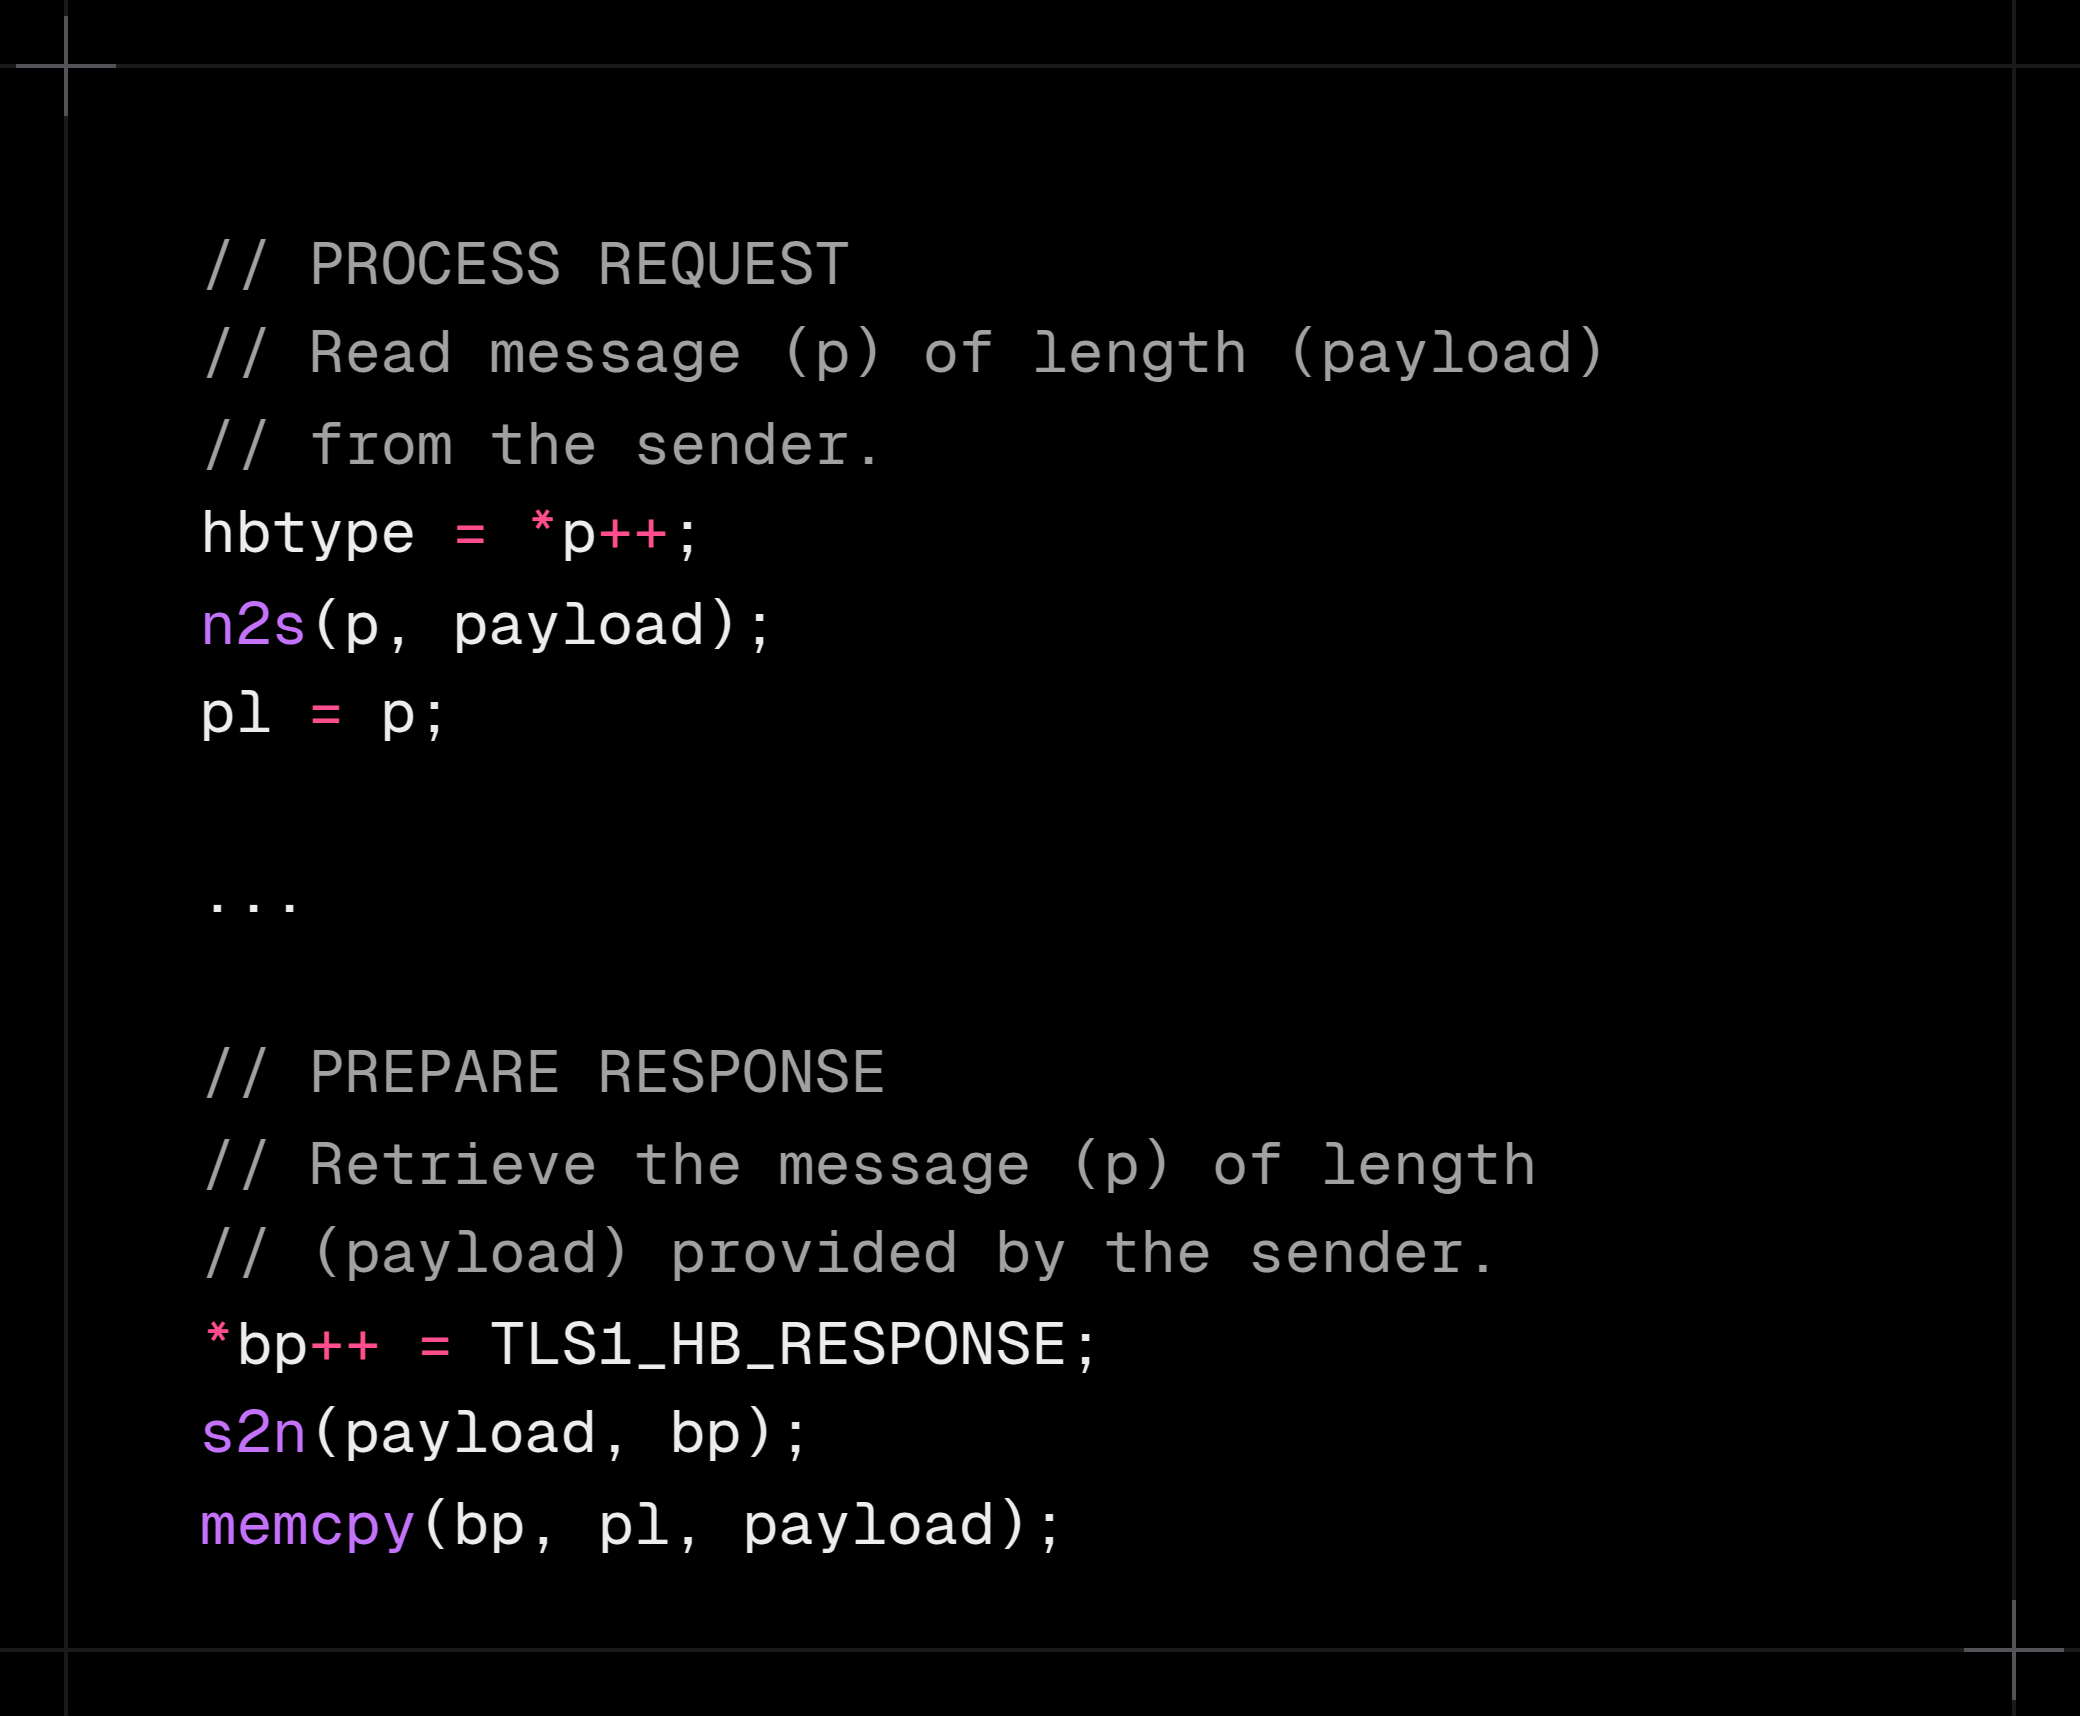 // PROCESS REQUEST
// Read message (p) of length (payload)
// from the sender.
hbtype = *p++;
n2s(p, payload);
pl = p;
...
// PREPARE RESPONSE
// Retrieve the message (p) of length
// (payload) provided by the sender.
*bp++ = TLS1_HB_RESPONSE;
s2n(payload, bp);
memcpy(bp, pl, payload);